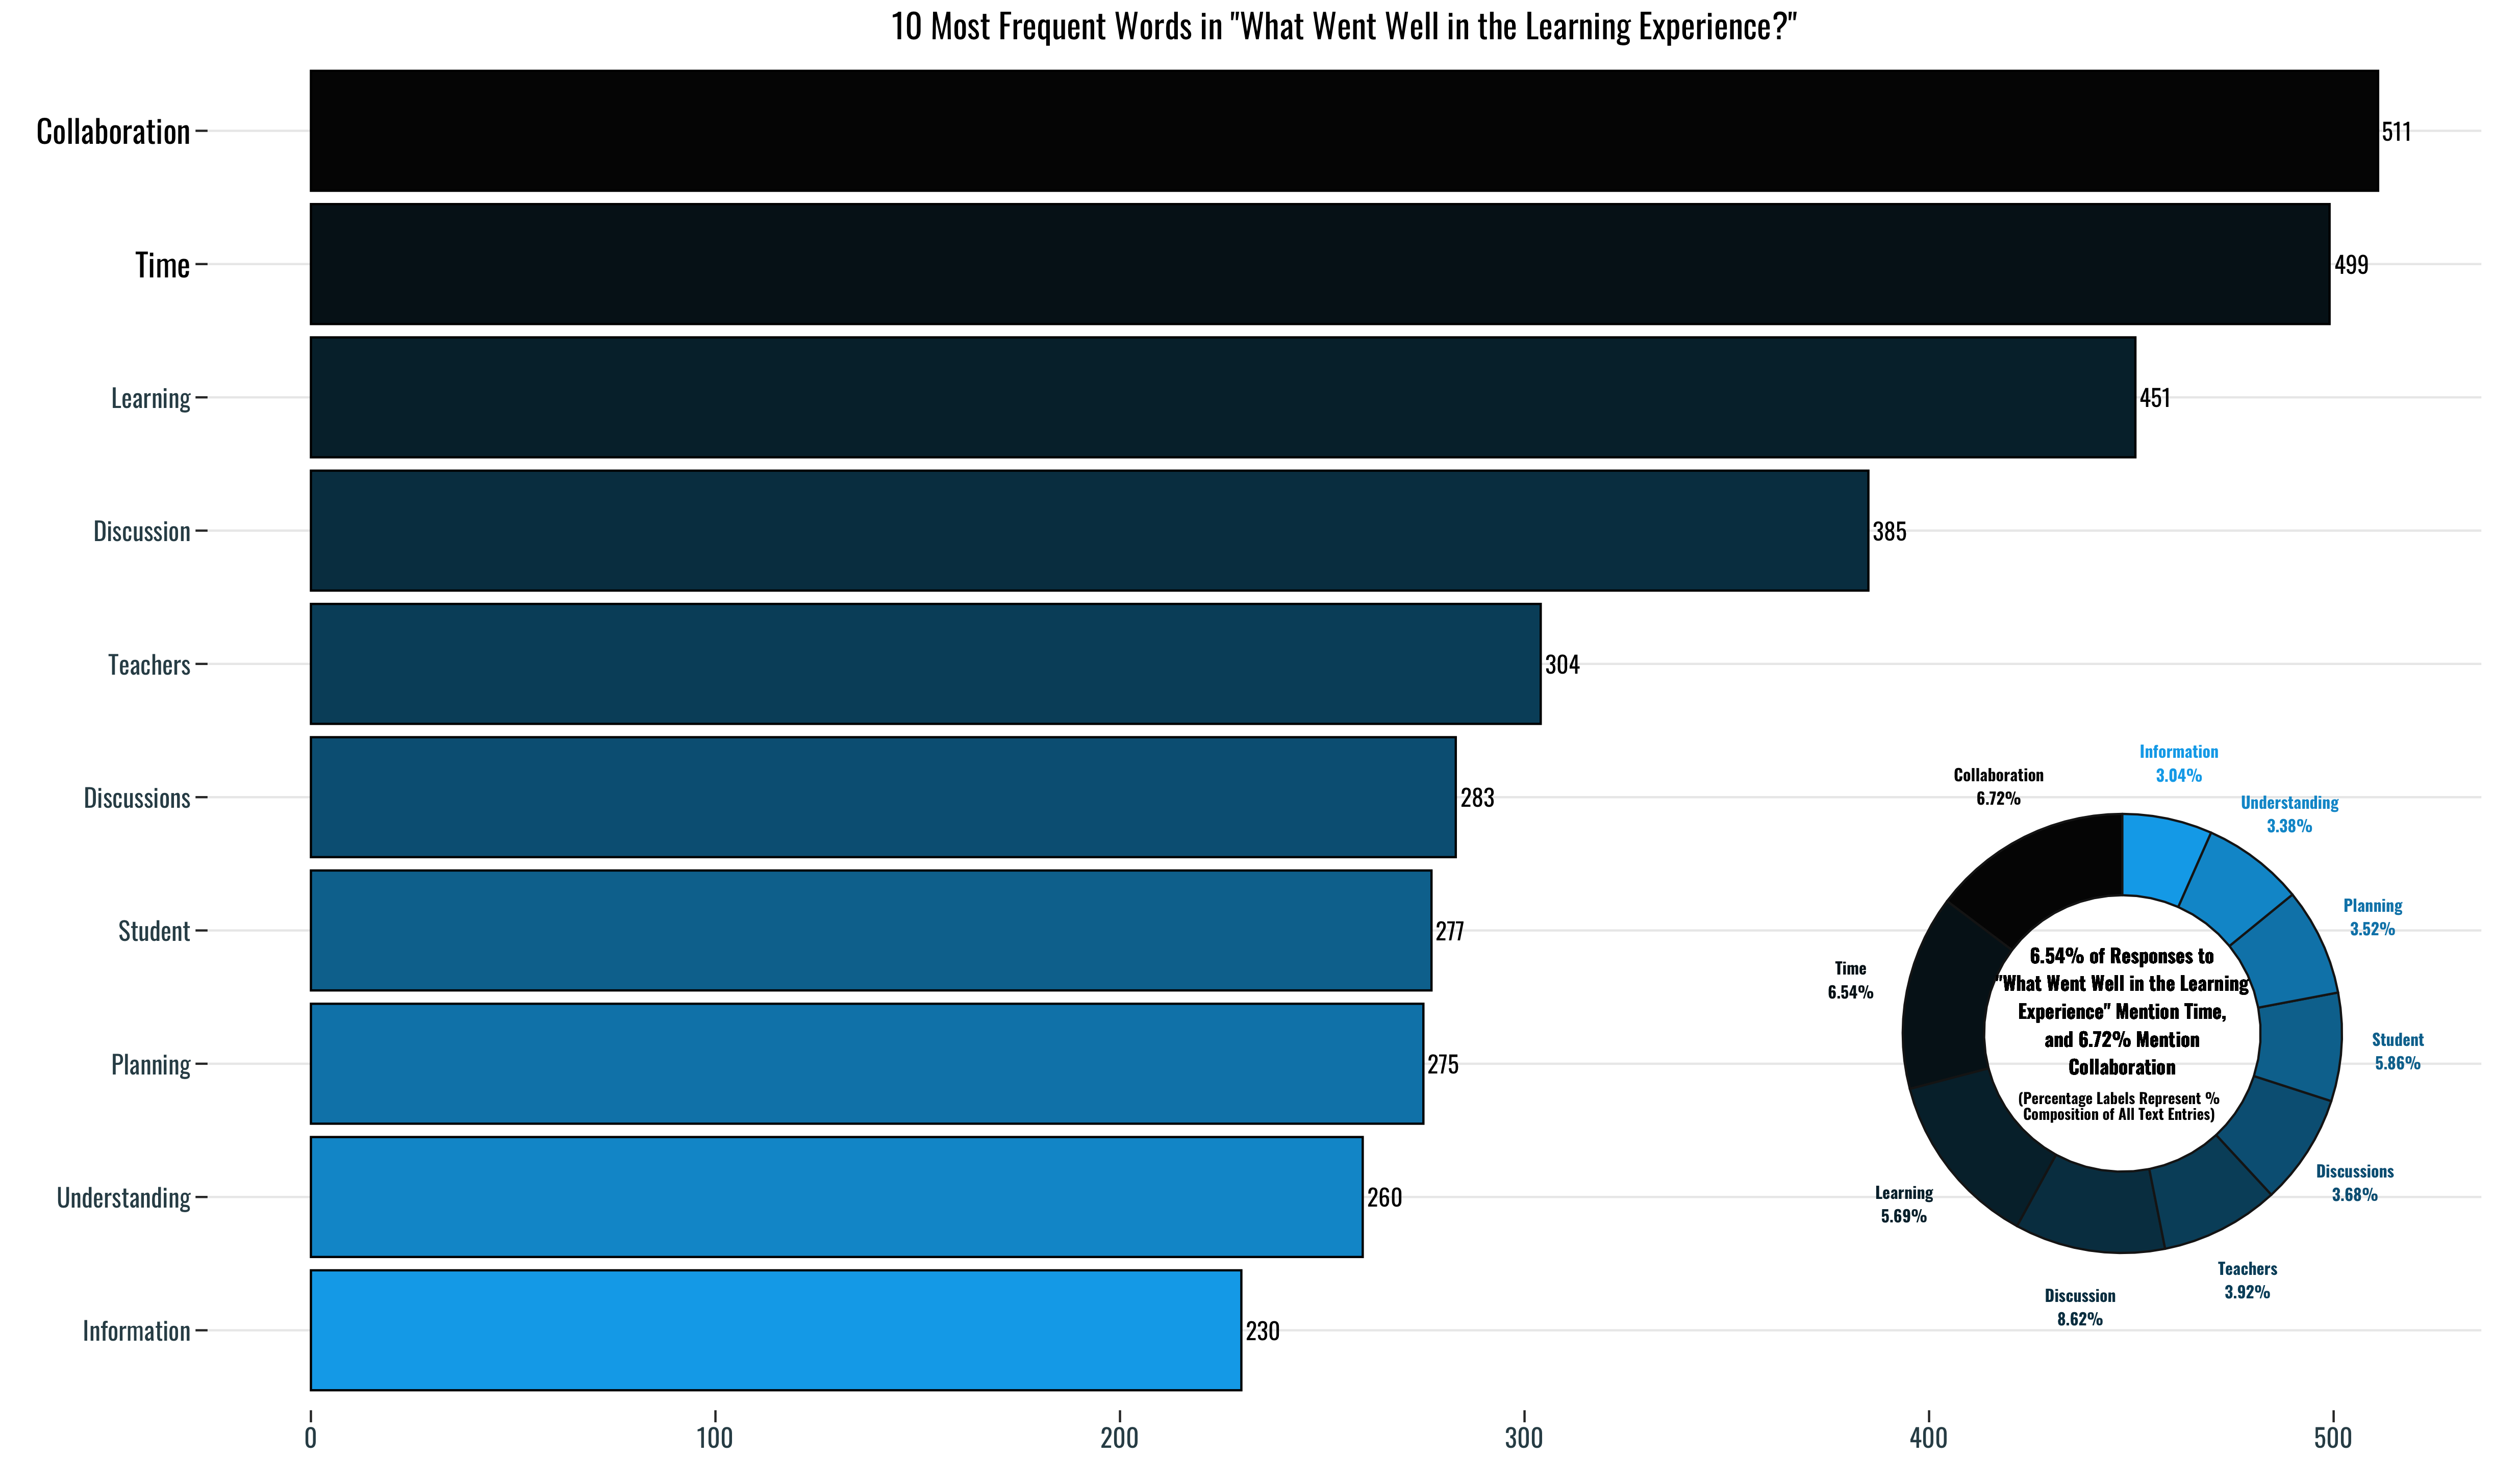 10 Most Frequent Words in "What Went Well in the Learning Experience?"
Collaboration
511
Time
499
Learning
451
Discussion
385
Teachers
304
Discussions
283
Student
277
Planning
275
Understanding
260
Information
230
0
100
200
300
400
500
Information
3.04%
Collaboration
6.72%
Understanding
3.38%
Planning
3.52%
Time
6.54%
Student
5.86%
Discussions
3.68%
Learning
5.69%
Teachers
3.92%
Discussion
8.62%
6.54% of Responses to
"What Went Well in the Learning
Experience" Mention Time,
and 6.72% Mention
Collaboration
(Percentage Labels Represent %
Composition of All Text Entries)